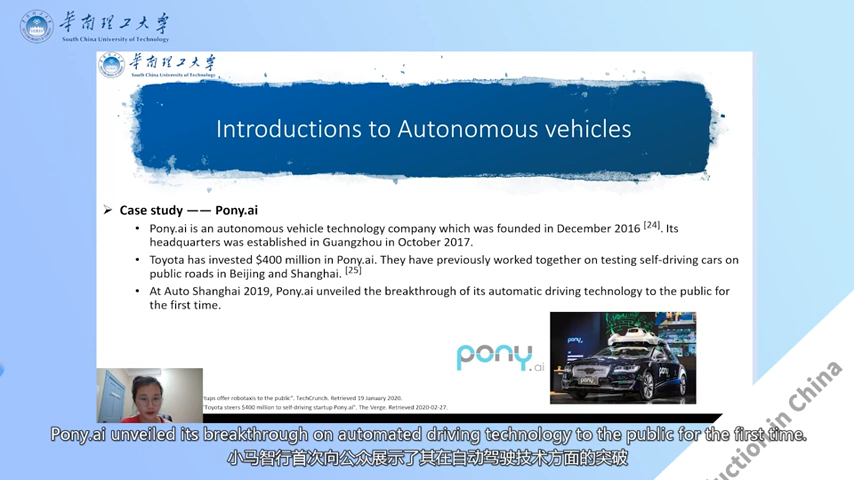 华南理工大学
South China University of Technology
华南理工大学
South China University of Technology
Introductions to Autonomous vehicles
➢ Case study —— Pony.ai
• Pony.ai is an autonomous vehicle technology company which was founded in December 2016 [24]. Its
headquarters was established in Guangzhou in October 2017.
• Toyota has invested $400 million in Pony.ai. They have previously worked together on testing self-driving cars on
public roads in Beijing and Shanghai. [25]
• At Auto Shanghai 2019, Pony.ai unveiled the breakthrough of its automatic driving technology to the public for
the first time.
pony.ai
pony
pony
offer robotaxis to the public", TechCrunch. Retrieved 19 January 2020.
"Toyota steers $400 million to self-driving startup Pony.ai". The Verge. Retrieved 2020-02-27.
in China
Pony.ai unveiled its breakthrough on automated driving technology to the public for the first time.
小马智行首次向公众展示了其在自动驾驶技术方面的突破